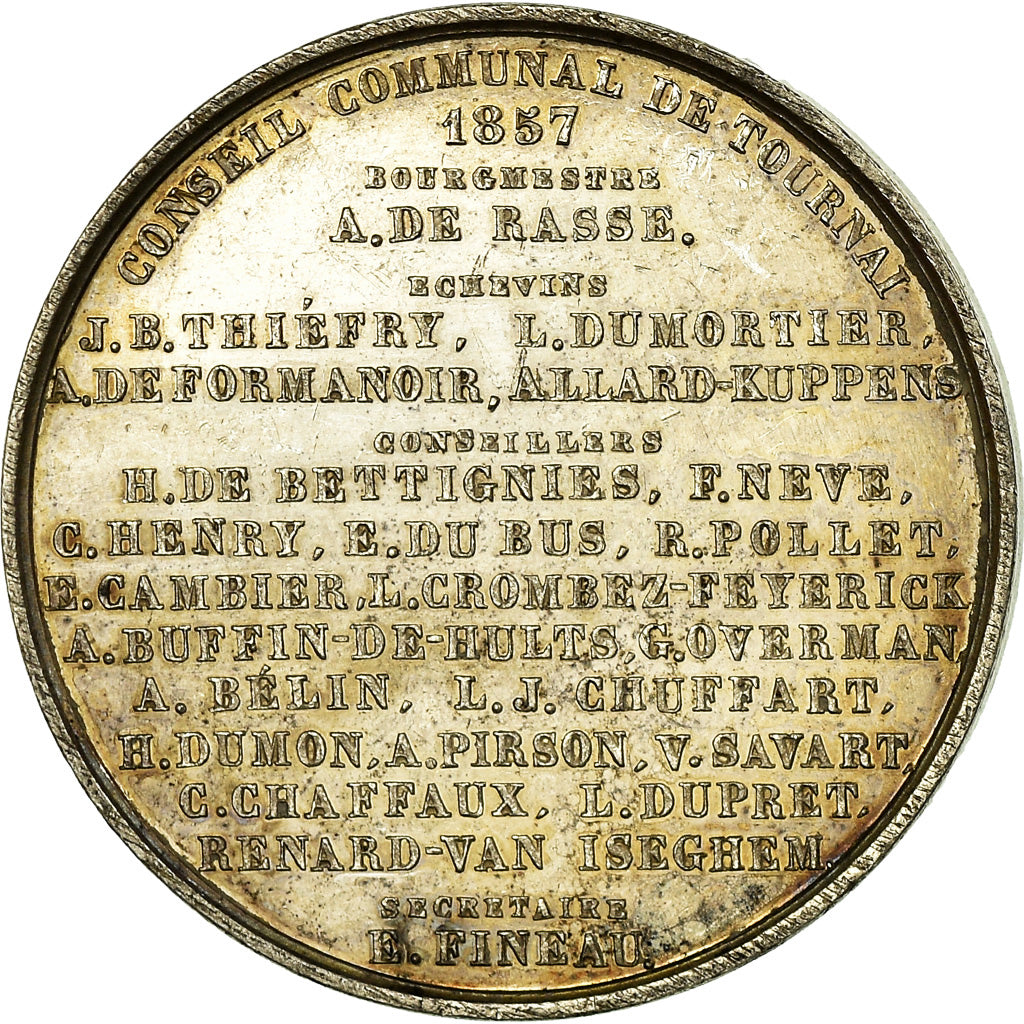 CONSEIL COMMUNAL DE TOURNAI
1857
BOURGMESTRE
A. DE RASSE.
ECHEVINS
J.B. THIÉFRY, L. DUMORTIER,
A. DE FORMANOIR, ALLARD-KUPPENS
CONSEILLERS
H. DE BETTIGNIES, F. NEVE,
C. HENRY, E. DU BUS, R. POLLET,
E. CAMBIER, L. CROMBEZ-FEYERICK
A. BUFFIN-DE-HULTS, G. OVERMAN
A. BÉLIN, L. J. CHUFFART,
H. DUMON, A. PIRSON, V. SAVART,
C. CHAFFAUX, L. DUPRET,
RENARD-VAN ISEGHEM
SECRETAIRE
E. FINEAU.